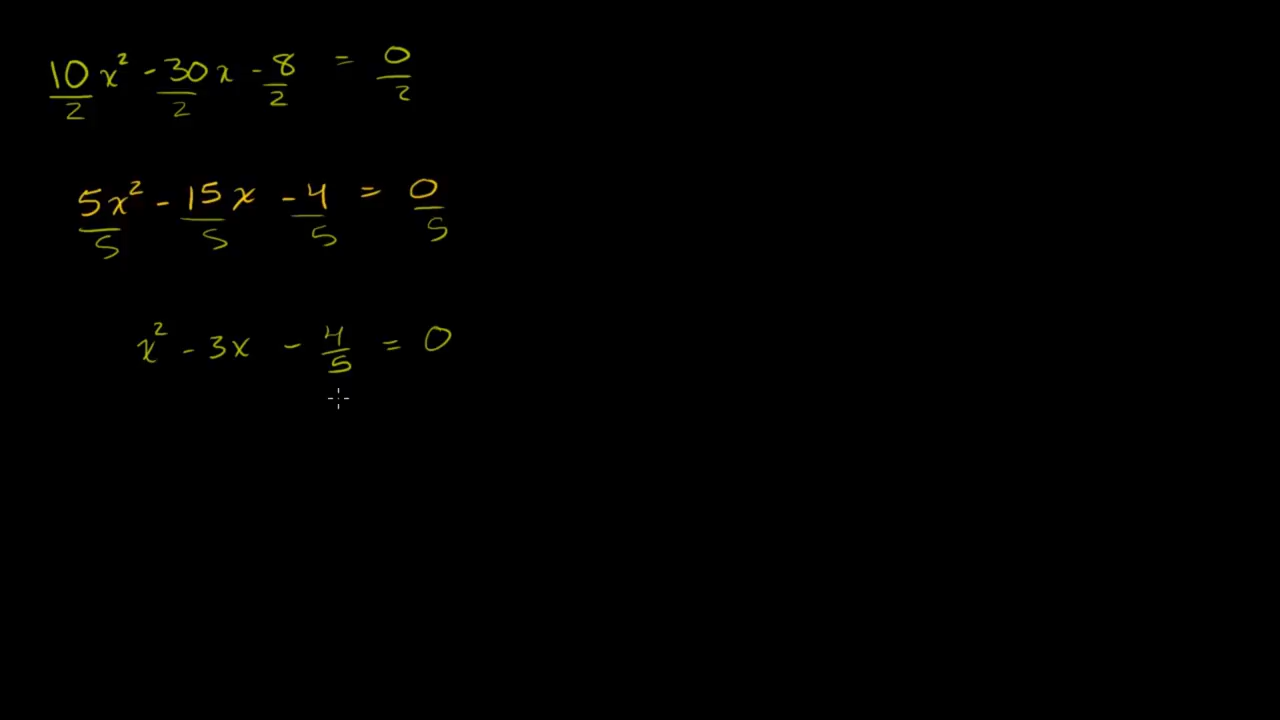 10/2 x² - 30/2 x - 8/2 = 0/2
5x²/5 - 15x/5 - 4/5 = 0/5
x² - 3x - 4/5 = 0